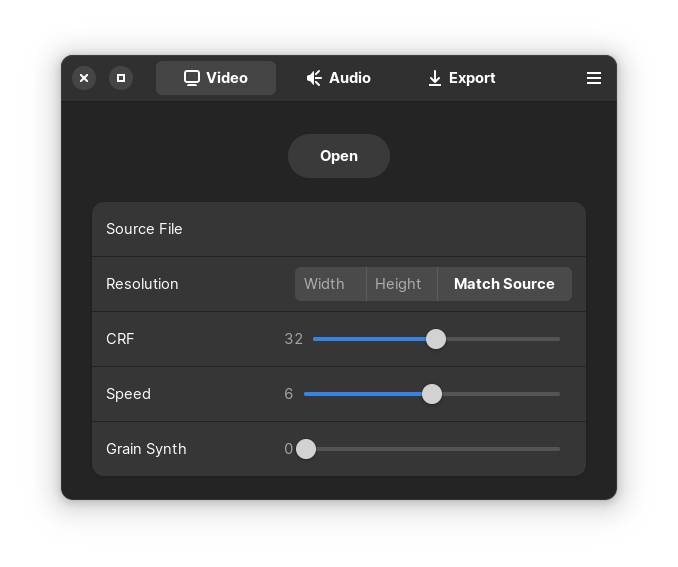 Video Audio Export
Open
Source File
Resolution Width Height Match Source
CRF 32
Speed 6
Grain Synth 0